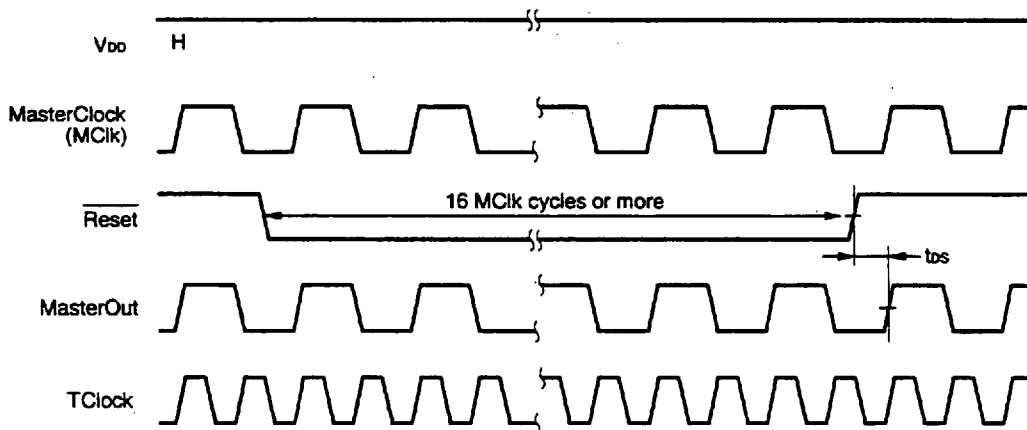 VDD
H
MasterClock
(MClk)
Reset
16 MClk cycles or more
tDS
MasterOut
TClock